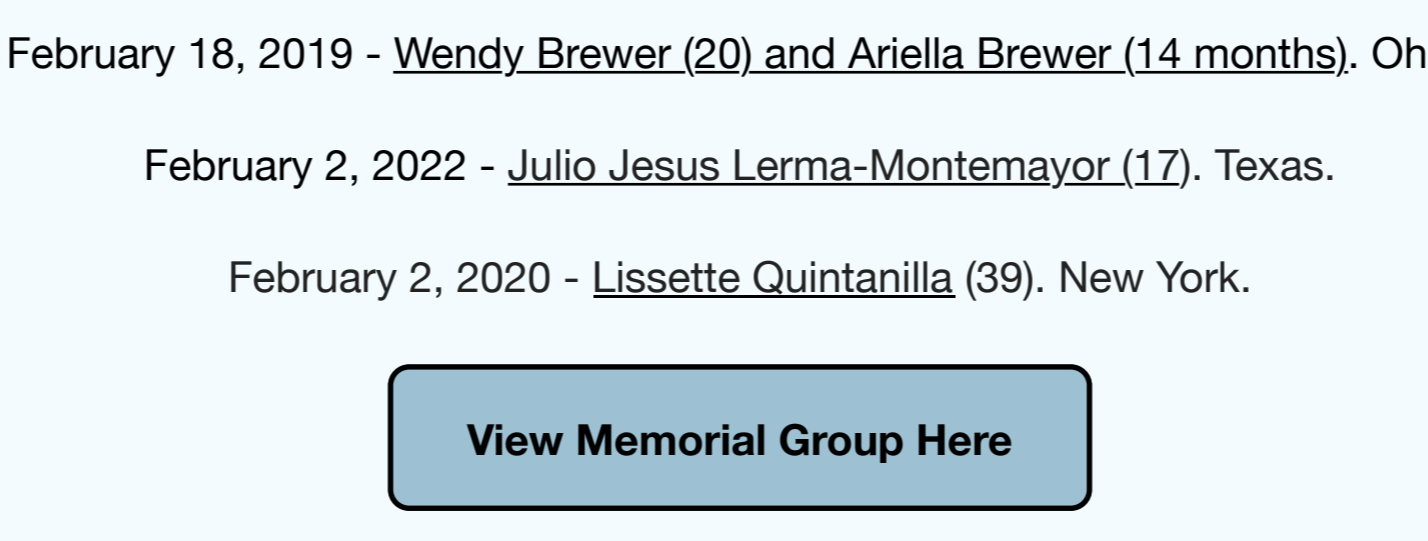 February 18, 2019 - Wendy Brewer (20) and Ariella Brewer (14 months). Oh
February 2, 2022 - Julio Jesus Lerma-Montemayor (17). Texas.
February 2, 2020 - Lissette Quintanilla (39). New York.
View Memorial Group Here